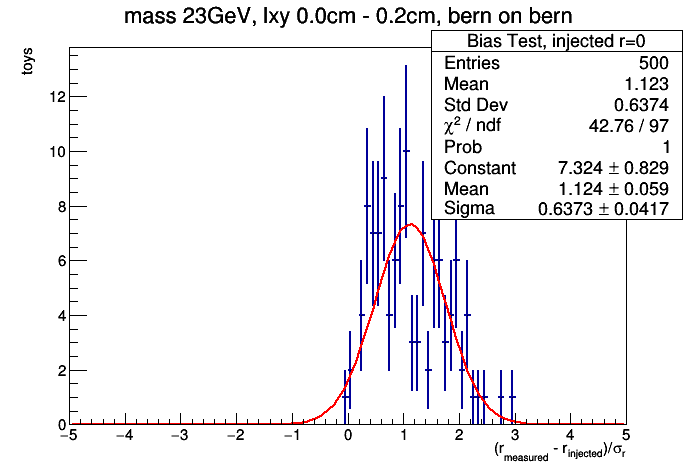 mass 23GeV, lxy 0.0cm - 0.2cm, bern on bern
toys
Bias Test, injected r=0
Entries 500
Mean 1.123
Std Dev 0.6374
χ² / ndf 42.76 / 97
Prob 1
Constant 7.324 ± 0.829
Mean 1.124 ± 0.059
Sigma 0.6373 ± 0.0417
12
10
8
6
4
2
0
−5 −4 −3 −2 −1 0 1 2 3 4 5
(r_measured - r_injected)/σ_r